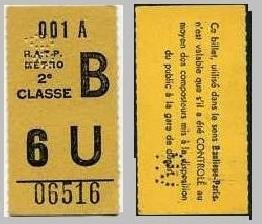 001 A
R.A.T.P.
MÉTRO
2e
CLASSE B
6 U
06516
Ce billet, utilisé dans le sens Banlieue-Paris,
n'est valable que s'il a été CONTROLÉ au
moyen des composteurs mis à la disposition
du public à la gare de départ.